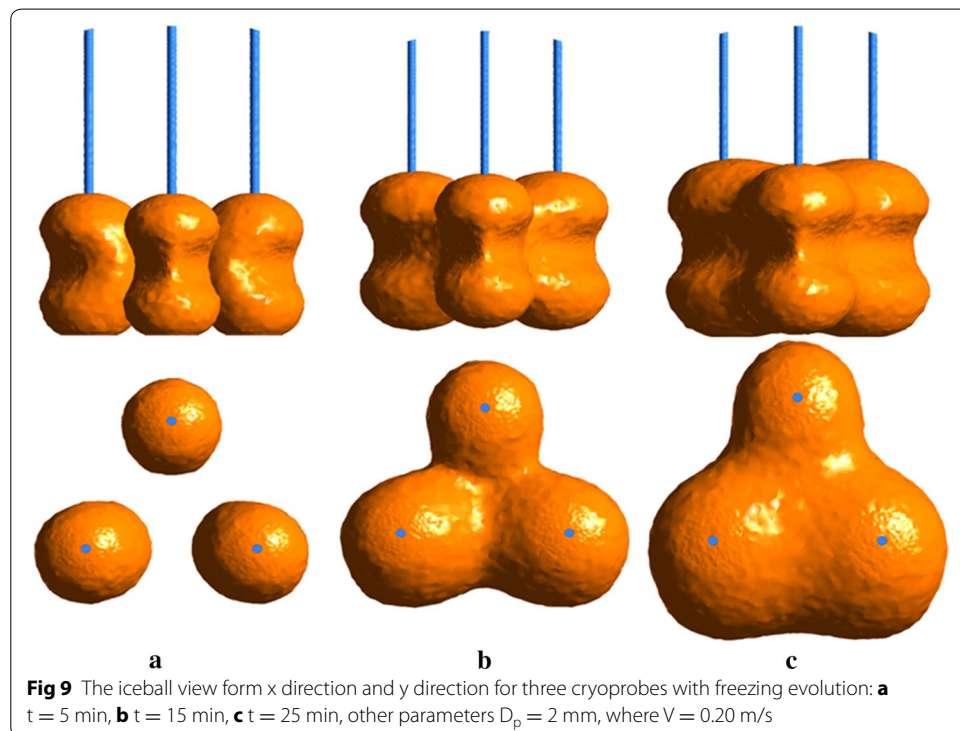 a b c
Fig 9 The iceball view form x direction and y direction for three cryoprobes with freezing evolution: a
t = 5 min, b t = 15 min, c t = 25 min, other parameters Dp = 2 mm, where V = 0.20 m/s